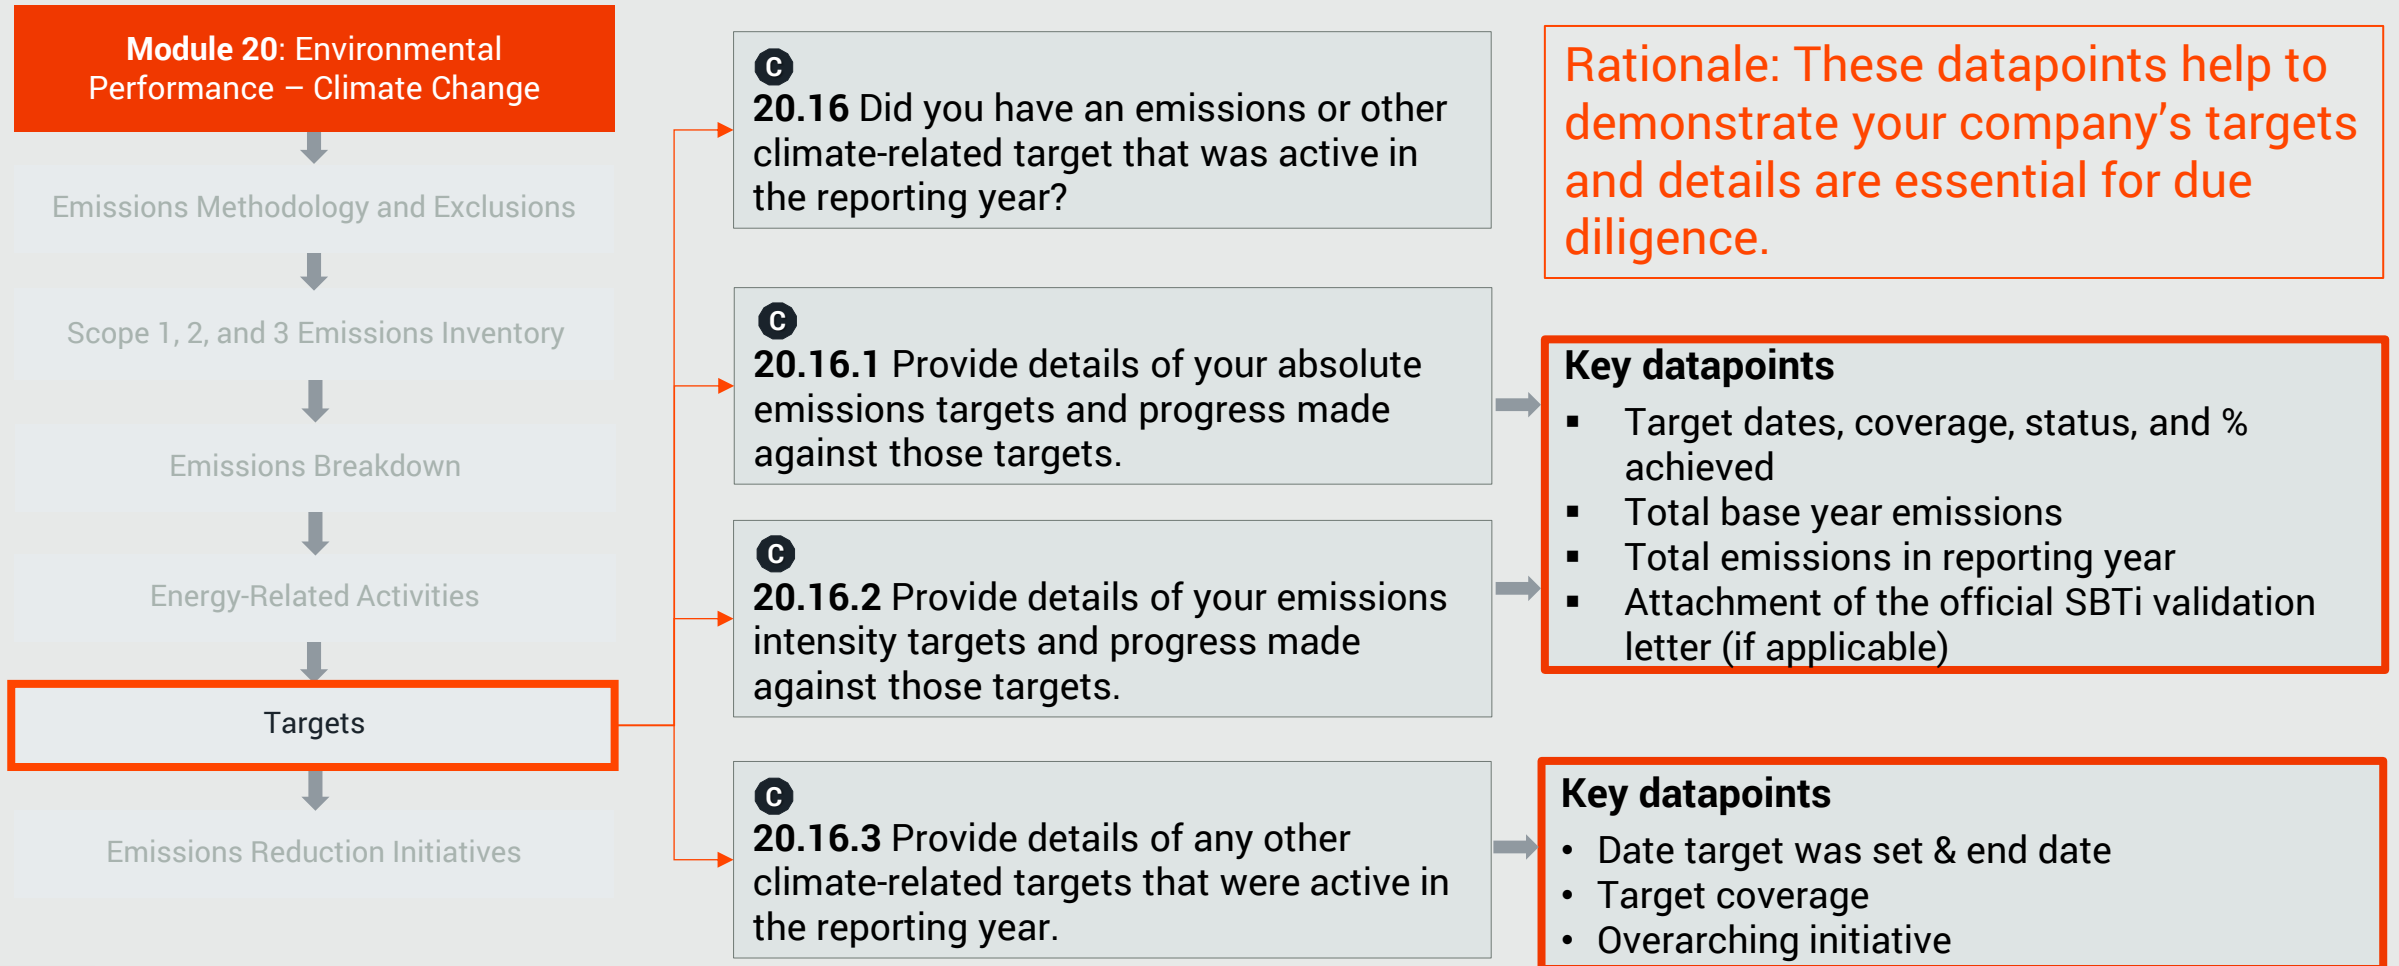 Module 20: Environmental
Performance – Climate Change
Emissions Methodology and Exclusions
Scope 1, 2, and 3 Emissions Inventory
Emissions Breakdown
Energy-Related Activities
Targets
Emissions Reduction Initiatives
C
20.16 Did you have an emissions or other
climate-related target that was active in
the reporting year?
C
20.16.1 Provide details of your absolute
emissions targets and progress made
against those targets.
C
20.16.2 Provide details of your emissions
intensity targets and progress made
against those targets.
C
20.16.3 Provide details of any other
climate-related targets that were active in
the reporting year.
Rationale: These datapoints help to
demonstrate your company’s targets
and details are essential for due
diligence.
Key datapoints
▪ Target dates, coverage, status, and %
achieved
▪ Total base year emissions
▪ Total emissions in reporting year
▪ Attachment of the official SBTi validation
letter (if applicable)
Key datapoints
• Date target was set & end date
• Target coverage
• Overarching initiative